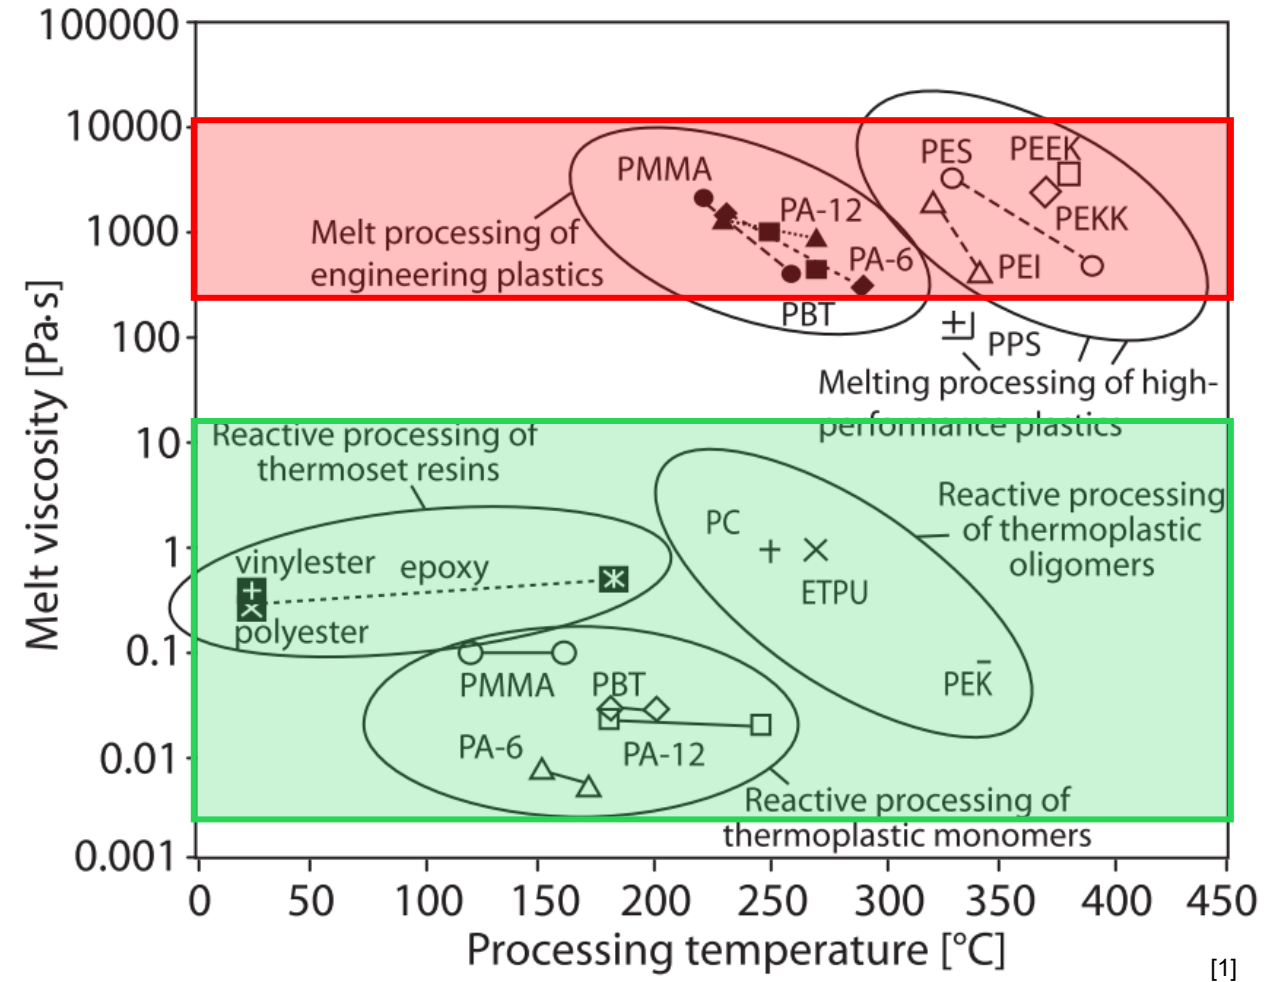 100000
10000
1000
100
10
1
0.1
0.01
0.001
Melt viscosity [Pa·s]
PMMA
PA-12
PA-6
PBT
Melt processing of
engineering plastics
PES
PEEK
PEKK
PEI
PPS
Melting processing of high-
performance plastics
Reactive processing of
thermoset resins
vinylester
epoxy
polyester
PC
ETPU
PEK
Reactive processing
of thermoplastic
oligomers
PMMA
PBT
PA-6
PA-12
Reactive processing of
thermoplastic monomers
0 50 100 150 200 250 300 350 400 450
Processing temperature [°C]
[1]